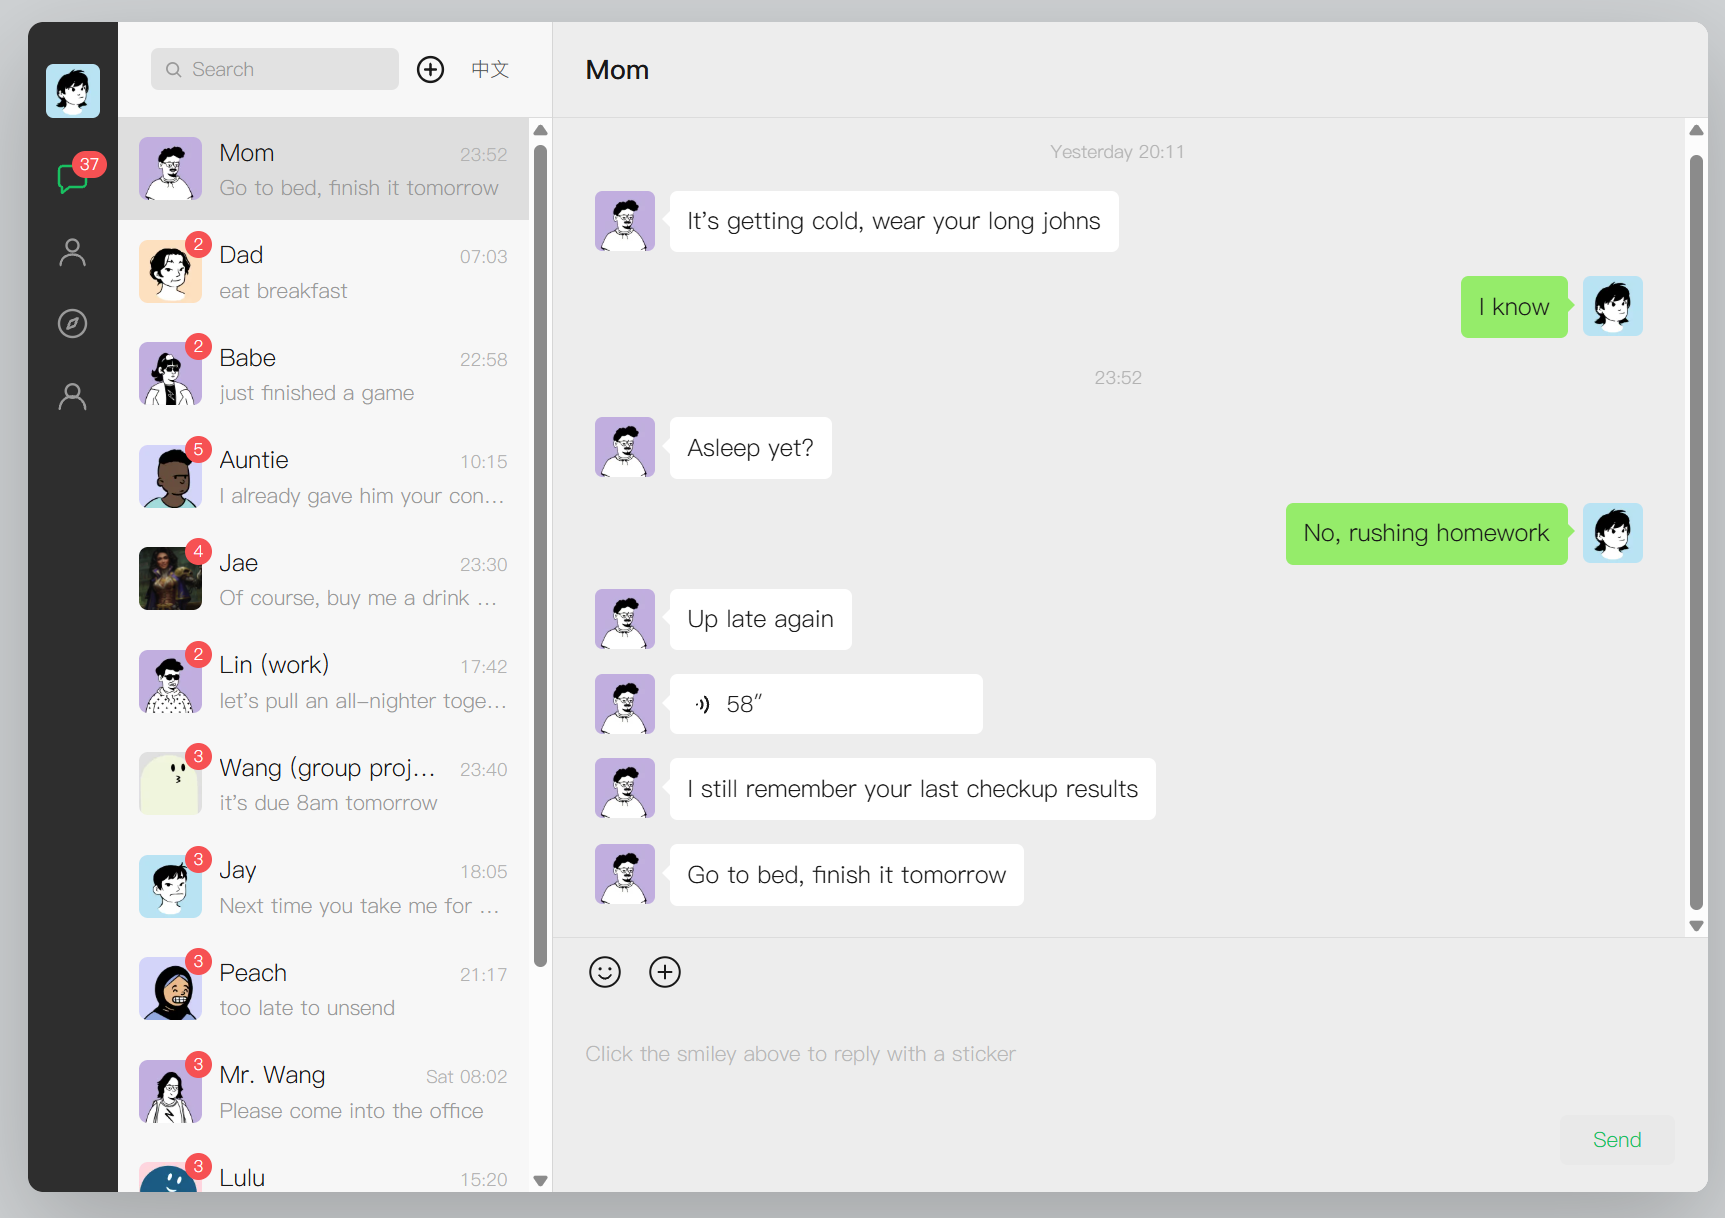 37
Search
中文
Mom
23:52
Go to bed, finish it tomorrow
2
Dad
07:03
eat breakfast
2
Babe
22:58
just finished a game
5
Auntie
10:15
I already gave him your con...
4
Jae
23:30
Of course, buy me a drink ...
2
Lin (work)
17:42
let's pull an all-nighter toge...
3
Wang (group proj...
23:40
it's due 8am tomorrow
3
Jay
18:05
Next time you take me for ...
3
Peach
21:17
too late to unsend
3
Mr. Wang
Sat 08:02
Please come into the office
3
Lulu
15:20
Mom
Yesterday 20:11
It's getting cold, wear your long johns
I know
23:52
Asleep yet?
No, rushing homework
Up late again
58″
I still remember your last checkup results
Go to bed, finish it tomorrow
Click the smiley above to reply with a sticker
Send